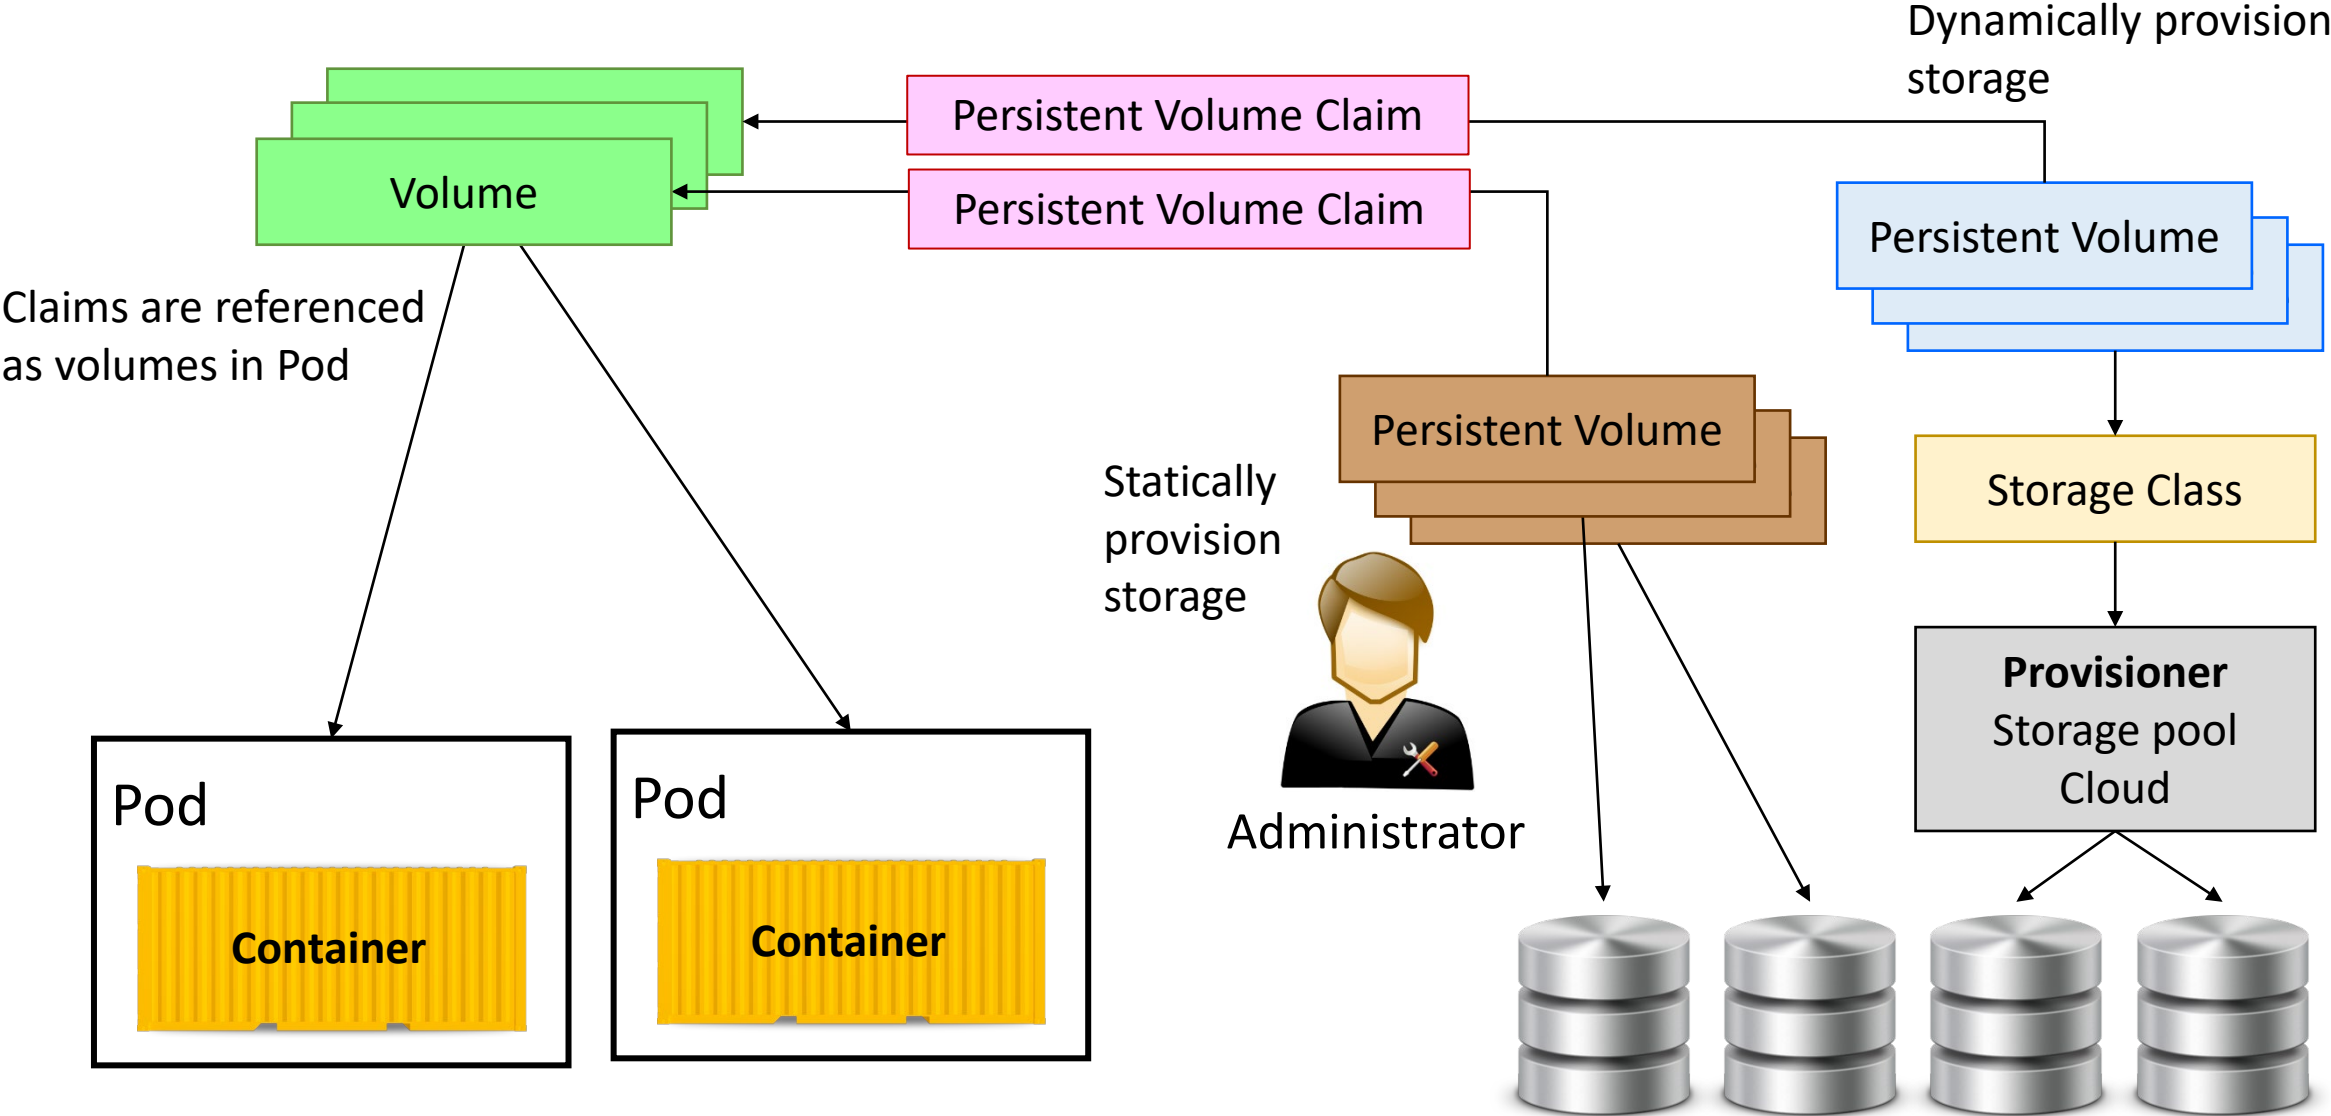 Dynamically provision
storage
Persistent Volume Claim
Volume
Persistent Volume Claim
Persistent Volume
Claims are referenced
as volumes in Pod
Persistent Volume
Statically
provision
storage
Storage Class
Provisioner
Storage pool
Cloud
Pod
Pod
Administrator
Container
Container